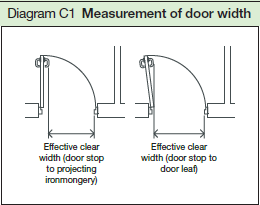 Diagram C1 Measurement of door width
Effective clear
width (door stop
to projecting
ironmongery)
Effective clear
width (door stop to
door leaf)